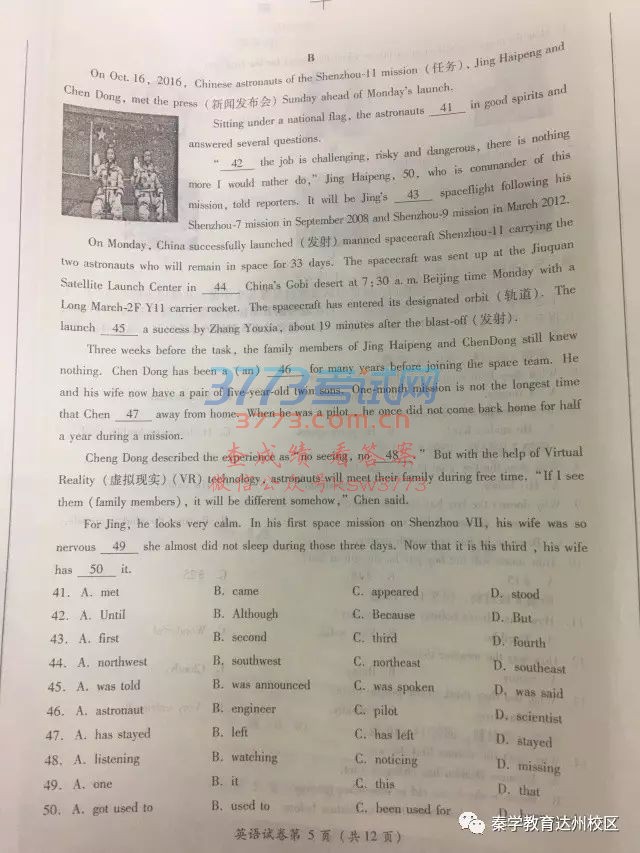 B
On Oct. 16, 2016, Chinese astronauts of the Shenzhou-11 mission (任务), Jing Haipeng and
Chen Dong, met the press (新闻发布会) Sunday ahead of Monday's launch.
Sitting under a national flag, the astronauts 41 in good spirits and
answered several questions.
" 42 the job is challenging, risky and dangerous, there is nothing
more I would rather do," Jing Haipeng, 50, who is commander of this
mission, told reporters. It will be Jing's 43 spaceflight following his
Shenzhou-7 mission in September 2008 and Shenzhou-9 mission in March 2012.
On Monday, China successfully launched (发射) manned spacecraft Shenzhou-11 carrying the
two astronauts who will remain in space for 33 days. The spacecraft was sent up at the Jiuquan
Satellite Launch Center in 44 China's Gobi desert at 7:30 a.m. Beijing time Monday with a
Long March-2F Y11 carrier rocket. The spacecraft has entered its designated orbit (轨道). The
launch 45 a success by Zhang Youxia, about 19 minutes after the blast-off (发射).
Three weeks before the task, the family members of Jing Haipeng and ChenDong still knew
nothing. Chen Dong has been a (an) 46 for many years before joining the space team. He
and his wife now have a pair of five-year-old twin sons. One-month mission is not the longest time
that Chen 47 away from home. When he was a pilot, he once did not come back home for half
a year during a mission.
Cheng Dong described the experience as "no seeing, no 48 ." But with the help of Virtual
Reality (虚拟现实) (VR) technology, astronauts will meet their family during free time. "If I see
them (family members), it will be different somehow," Chen said.
For Jing, he looks very calm. In his first space mission on Shenzhou VII, his wife was so
nervous 49 she almost did not sleep during those three days. Now that it is his third , his wife
has 50 it.
41. A. met B. came C. appeared D. stood
42. A. Until B. Although C. Because D. But
43. A. first B. second C. third D. fourth
44. A. northwest B. southwest C. northeast D. southeast
45. A. was told B. was announced C. was spoken D. was said
46. A. astronaut B. engineer C. pilot D. scientist
47. A. has stayed B. left C. has left D. stayed
48. A. listening B. watching C. noticing D. missing
49. A. one B. it C. this D. that
50. A. got used to B. used to C. been used for D.
英语试卷第 5 页(共 12 页)
3773考试网
3773.com.cn
查成绩 看答案
秦学教育达州校区